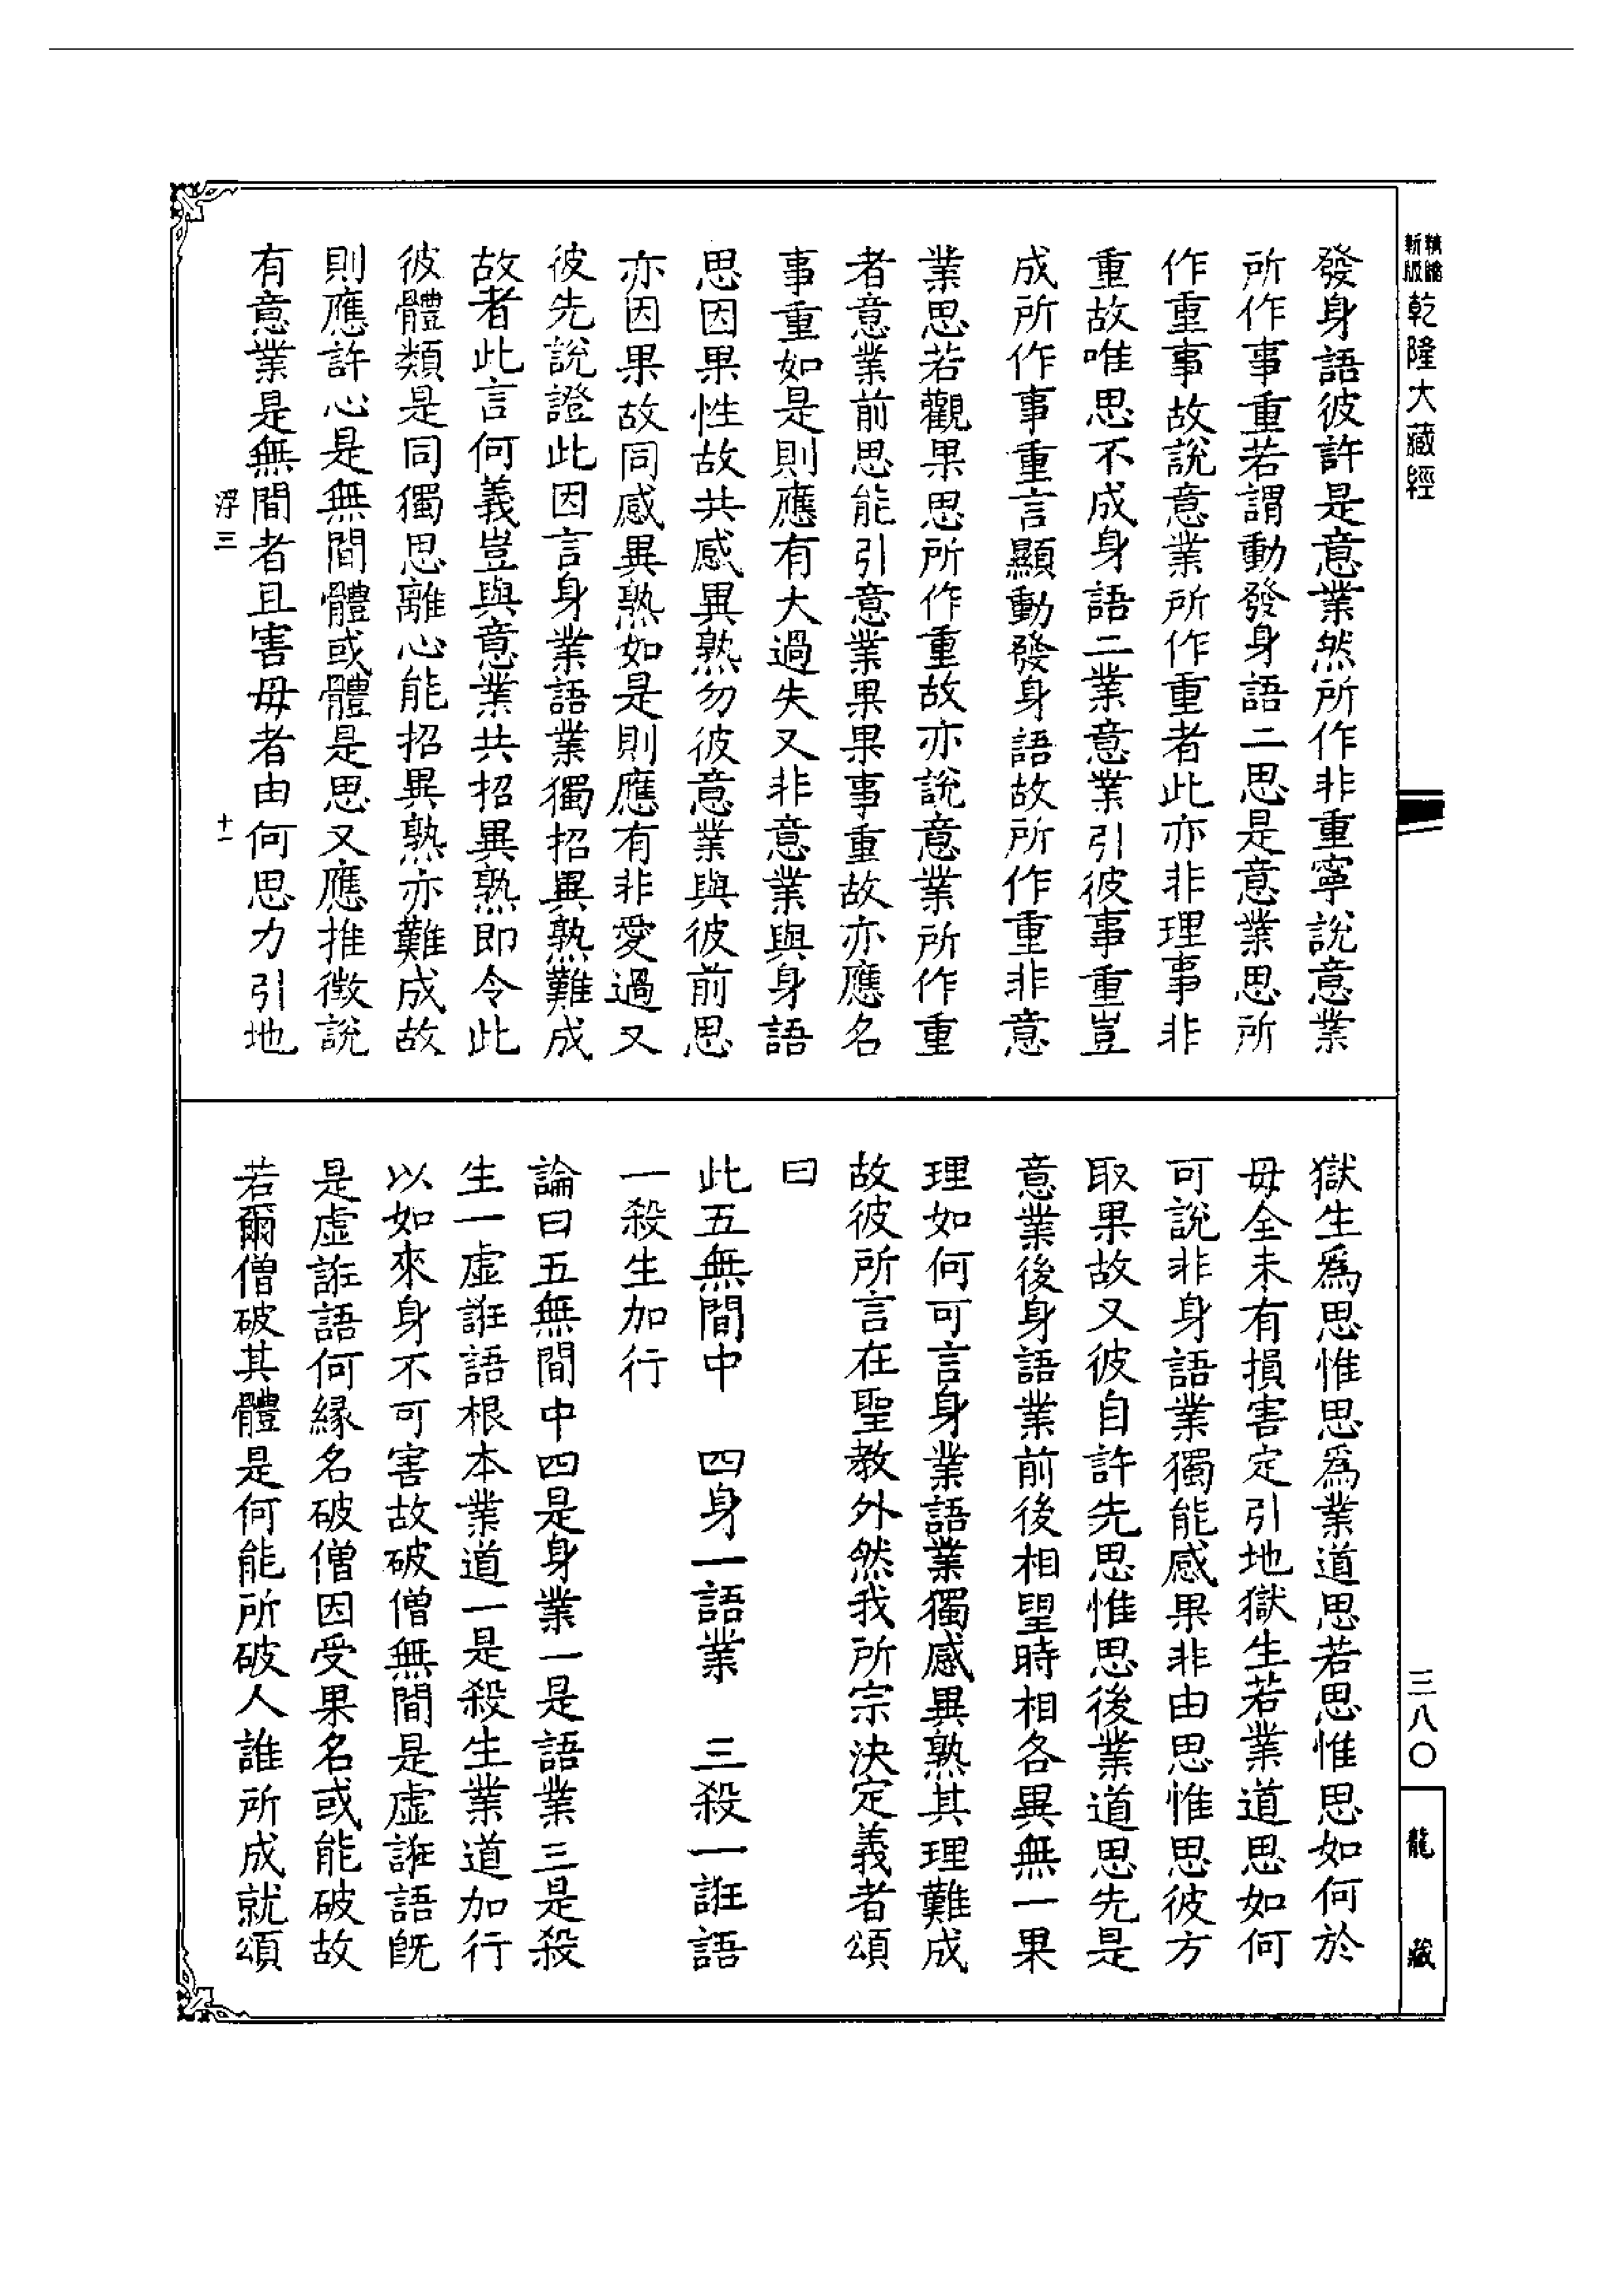 精繪
新版
乾隆大藏經
發身語彼許是意業然所作非重寧說意業
所作事重若謂動發身語二思是意業思所
作重事故說意業所作重者此亦非理事非
重故唯思不成身語二業意業引彼事重豈
成所作事重言顯動發身語故所作重非意
業思若觀果思所作重故亦說意業所作重
者意業前思能引意業果果事重故亦應名
事重如是則應有大過失又非意業與身語
思因果性故共感異熟勿彼意業與彼前思
亦因果故同感異熟如是則應有非愛過又
彼先說證此因言身業語業獨招異熟難成
故者此言何義豈與意業共招異熟即令此
彼體類是同獨思離心能招異熟亦難成故
則應許心是無間體或體是思又應推徵說
有意業是無間者且害母者由何思力引地
浮三
十一
獄生爲思惟思爲業道思若思惟思如何於
母全未有損害定引地獄生若業道思如何
可說非身語業獨能感果非由思惟思彼方
取果故又彼自許先思惟思後業道思先是
意業後身語業前後相望時相各異無一果
理如何可言身業語業獨感異熟其理難成
故彼所言在聖教外然我所宗決定義者頌
曰
此五無間中　四身一語業　三殺一誑語
一殺生加行
論曰五無間中四是身業一是語業三是殺
生一虛誑語根本業道一是殺生業道加行
以如來身不可害故破僧無間是虛誑語旣
是虛誑語何緣名破僧因受果名或能破故
若爾僧破其體是何能所破人誰所成就頌
三八〇
龍藏